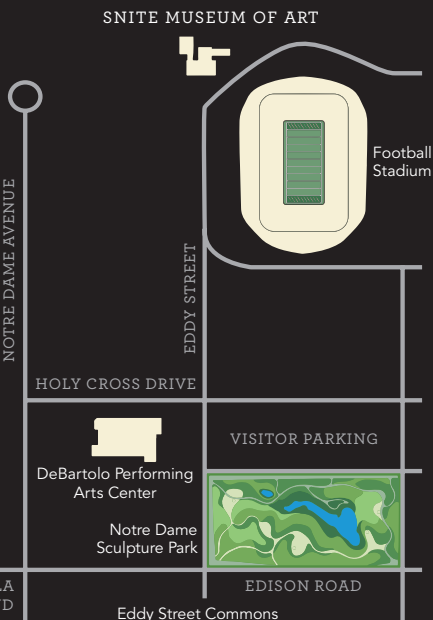 SNITE MUSEUM OF ART
Football
Stadium
NOTRE DAME AVENUE
EDDY STREET
HOLY CROSS DRIVE
VISITOR PARKING
DeBartolo Performing
Arts Center
Notre Dame
Sculpture Park
EDISON ROAD
Eddy Street Commons